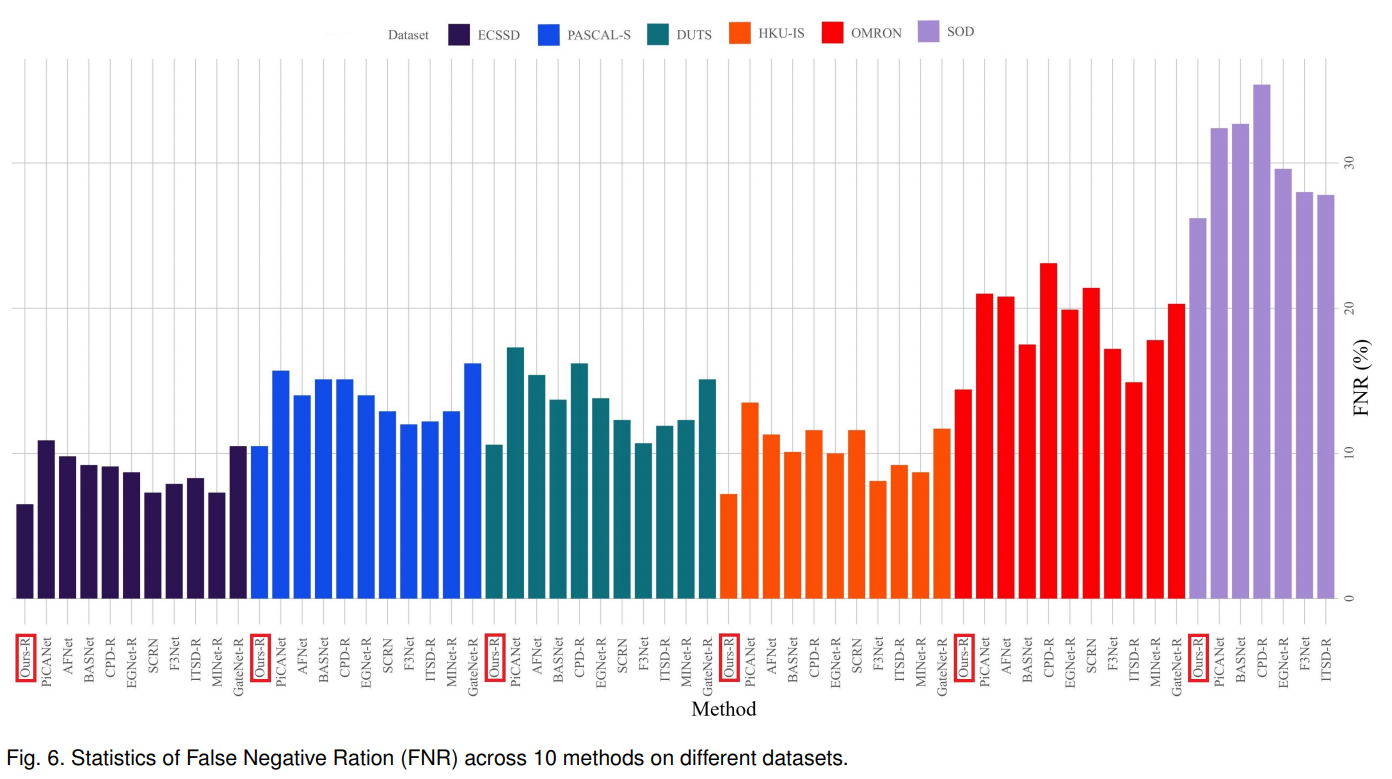 Dataset ECSSD PASCAL-S DUTS HKU-IS OMRON SOD
30
20
10
0
FNR (%)
Ours-R PiCANet AFNet BASNet CPD-R EGNet-R SCRN F3Net ITSD-R MINet-R GateNet-R Ours-R PiCANet AFNet BASNet CPD-R EGNet-R SCRN F3Net ITSD-R MINet-R GateNet-R Ours-R PiCANet AFNet BASNet CPD-R EGNet-R SCRN F3Net ITSD-R MINet-R GateNet-R Ours-R PiCANet AFNet BASNet CPD-R EGNet-R SCRN F3Net ITSD-R MINet-R GateNet-R Ours-R PiCANet AFNet BASNet CPD-R EGNet-R SCRN F3Net ITSD-R MINet-R GateNet-R Ours-R PiCANet BASNet CPD-R EGNet-R F3Net ITSD-R
Method
Fig. 6. Statistics of False Negative Ration (FNR) across 10 methods on different datasets.